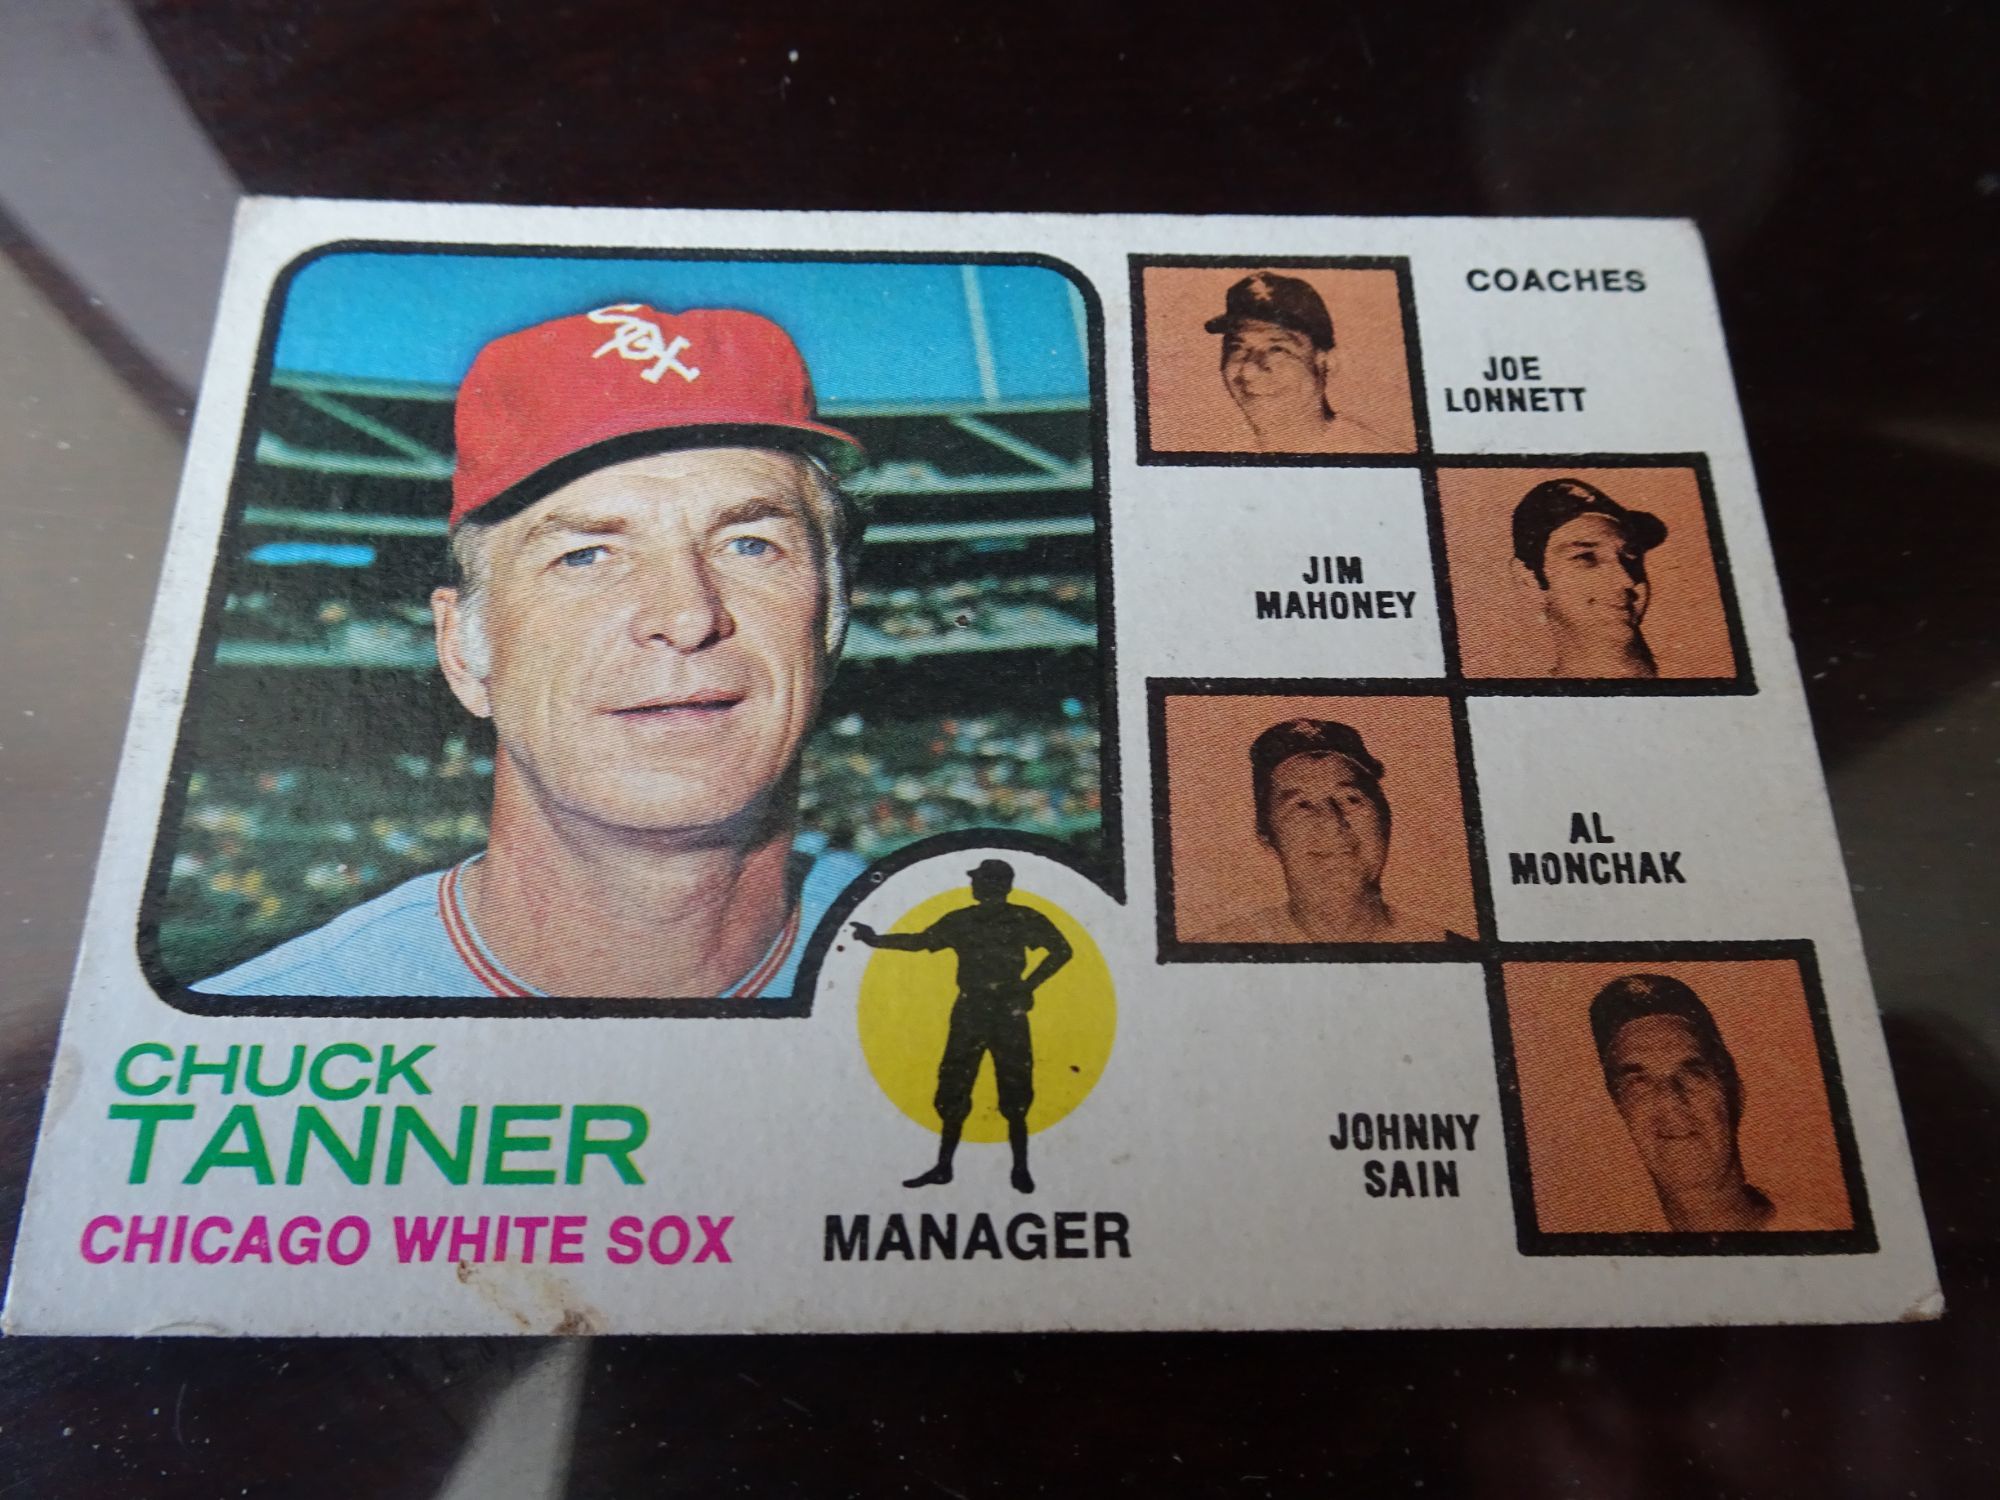 Sox
COACHES
JOE
LONNETT
JIM
MAHONEY
AL
MONCHAK
JOHNNY
SAIN
CHUCK
TANNER
CHICAGO WHITE SOX
MANAGER